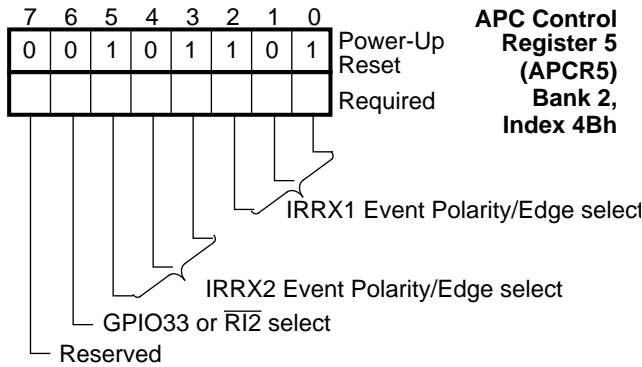 7 6 5 4 3 2 1 0
APC Control
Register 5
(APCR5)
Bank 2,
Index 4Bh
0 0 1 0 1 1 0 1
Power-Up
Reset
Required
IRRX1 Event Polarity/Edge select
IRRX2 Event Polarity/Edge select
GPIO33 or RI2 select
Reserved